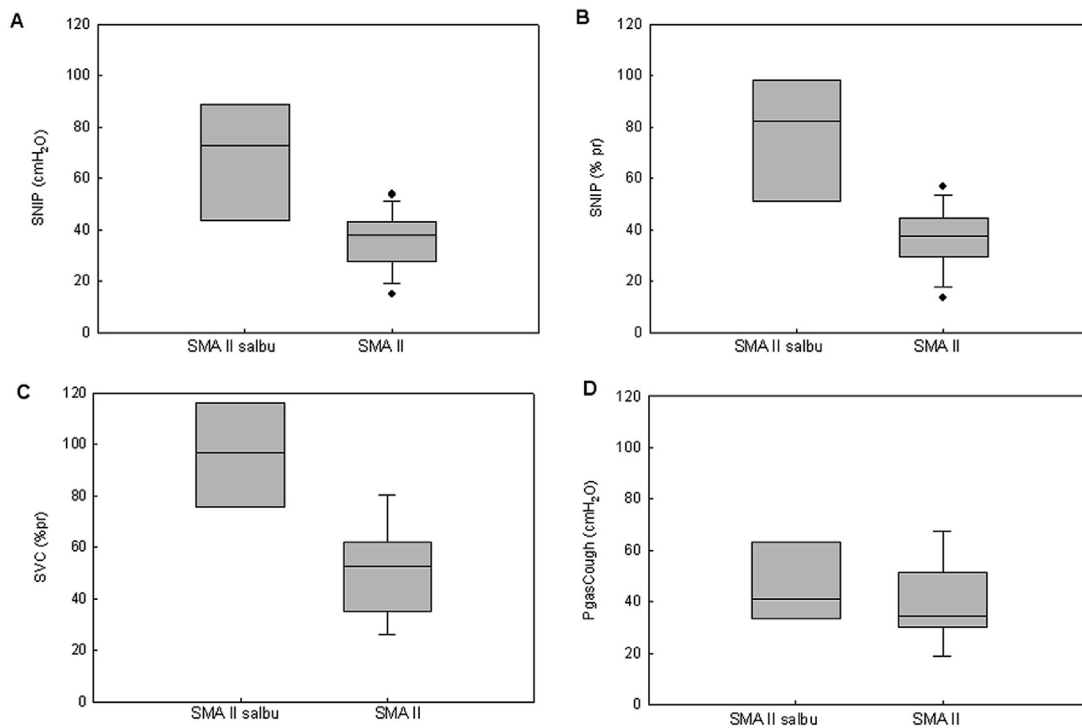 A
SNIP (cmH2O)
120
100
80
60
40
20
0
SMA II salbu SMA II
B
SNIP (% pr)
120
100
80
60
40
20
0
SMA II salbu SMA II
C
SVC (%pr)
120
100
80
60
40
20
0
SMA II salbu SMA II
D
PgasCough (cmH2O)
120
100
80
60
40
20
0
SMA II salbu SMA II